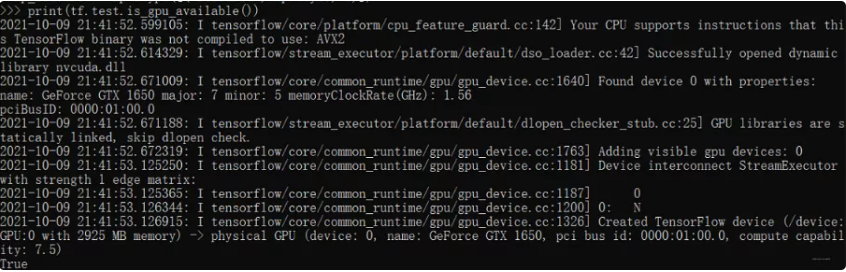 >>> print(tf.test.is_gpu_available())
2021-10-09 21:41:52.599105: I tensorflow/core/platform/cpu_feature_guard.cc:142] Your CPU supports instructions that thi
s TensorFlow binary was not compiled to use: AVX2
2021-10-09 21:41:52.614329: I tensorflow/stream_executor/platform/default/dso_loader.cc:42] Successfully opened dynamic
library nvcuda.dll
2021-10-09 21:41:52.671009: I tensorflow/core/common_runtime/gpu/gpu_device.cc:1640] Found device 0 with properties:
name: GeForce GTX 1650 major: 7 minor: 5 memoryClockRate(GHz): 1.56
pciBusID: 0000:01:00.0
2021-10-09 21:41:52.671188: I tensorflow/stream_executor/platform/default/dlopen_checker_stub.cc:25] GPU libraries are s
tatically linked, skip dlopen check.
2021-10-09 21:41:52.672319: I tensorflow/core/common_runtime/gpu/gpu_device.cc:1763] Adding visible gpu devices: 0
2021-10-09 21:41:53.125250: I tensorflow/core/common_runtime/gpu/gpu_device.cc:1181] Device interconnect StreamExecutor
with strength 1 edge matrix:
2021-10-09 21:41:53.125365: I tensorflow/core/common_runtime/gpu/gpu_device.cc:1187]      0
2021-10-09 21:41:53.126344: I tensorflow/core/common_runtime/gpu/gpu_device.cc:1200] 0:   N
2021-10-09 21:41:53.126915: I tensorflow/core/common_runtime/gpu/gpu_device.cc:1326] Created TensorFlow device (/device:
GPU:0 with 2925 MB memory) -> physical GPU (device: 0, name: GeForce GTX 1650, pci bus id: 0000:01:00.0, compute capabil
ity: 7.5)
True